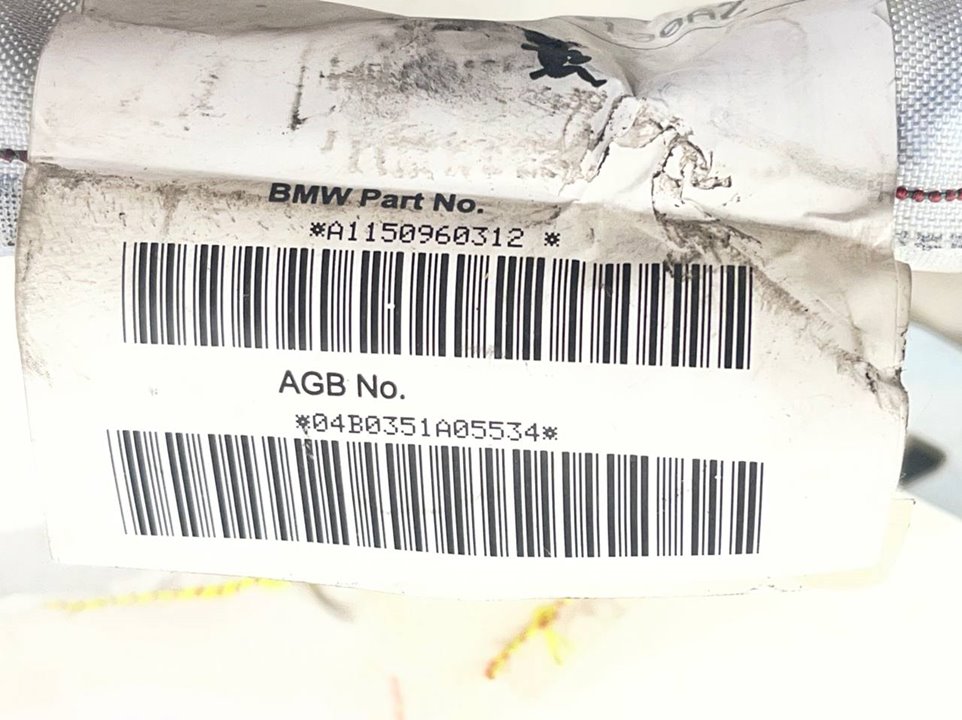 BMW Part No.
*A1150960312 *
AGB No.
*04B0351A05534*